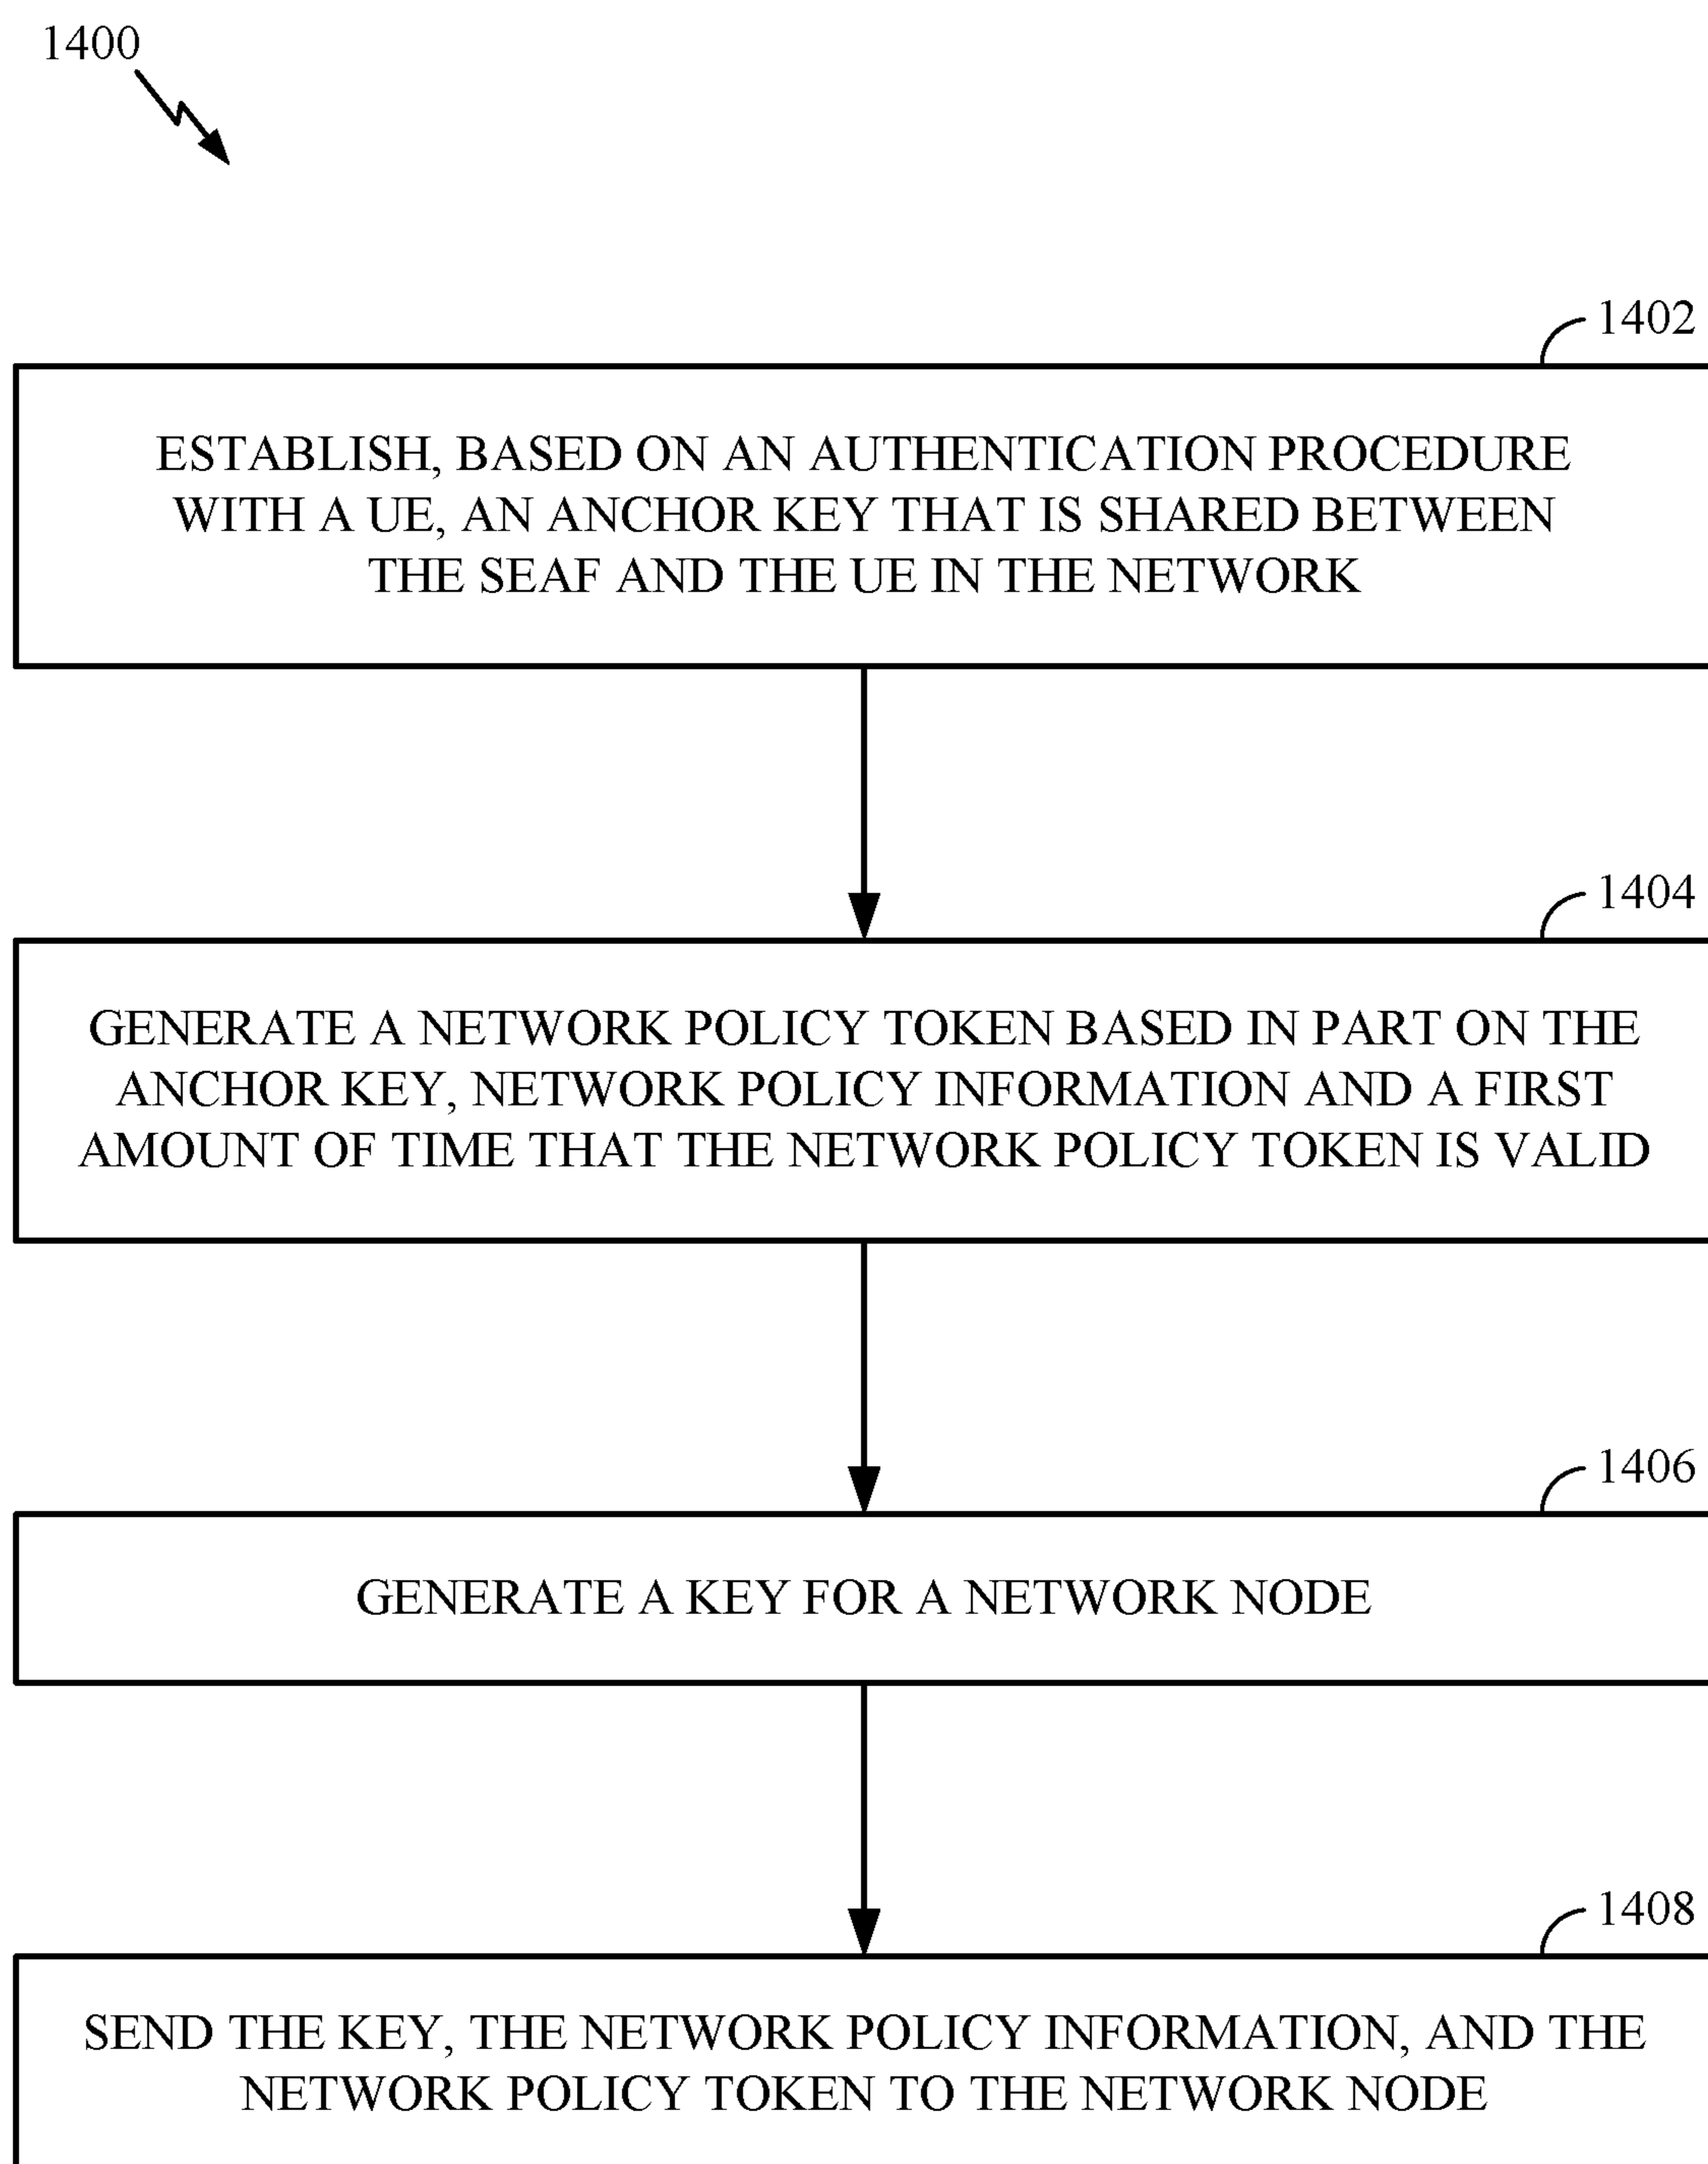 1400
1402
ESTABLISH, BASED ON AN AUTHENTICATION PROCEDURE
WITH A UE, AN ANCHOR KEY THAT IS SHARED BETWEEN
THE SEAF AND THE UE IN THE NETWORK
1404
GENERATE A NETWORK POLICY TOKEN BASED IN PART ON THE
ANCHOR KEY, NETWORK POLICY INFORMATION AND A FIRST
AMOUNT OF TIME THAT THE NETWORK POLICY TOKEN IS VALID
1406
GENERATE A KEY FOR A NETWORK NODE
1408
SEND THE KEY, THE NETWORK POLICY INFORMATION, AND THE
NETWORK POLICY TOKEN TO THE NETWORK NODE